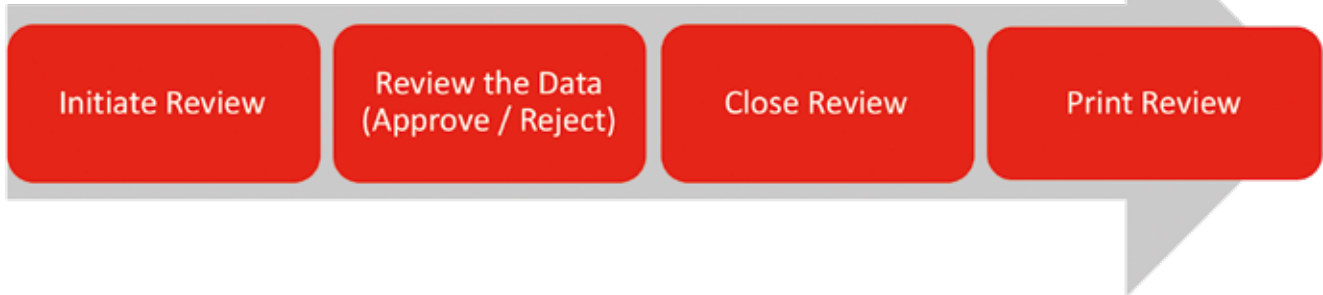 Initiate Review
Review the Data
(Approve / Reject)
Close Review
Print Review